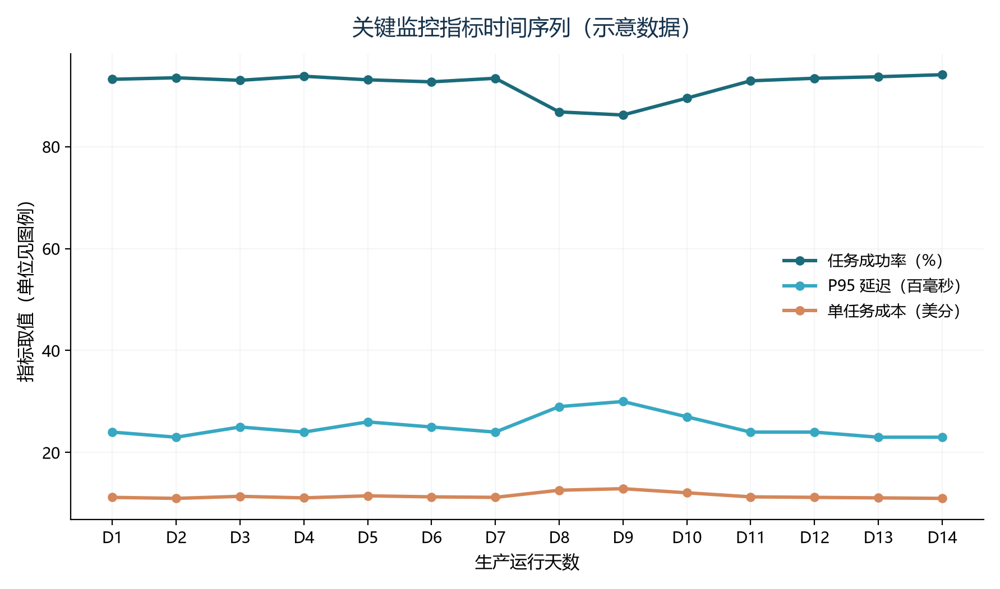 关键监控指标时间序列（示意数据）
指标取值（单位见图例）
80
60
40
20
任务成功率（%）
P95 延迟（百毫秒）
单任务成本（美分）
D1 D2 D3 D4 D5 D6 D7 D8 D9 D10 D11 D12 D13 D14
生产运行天数